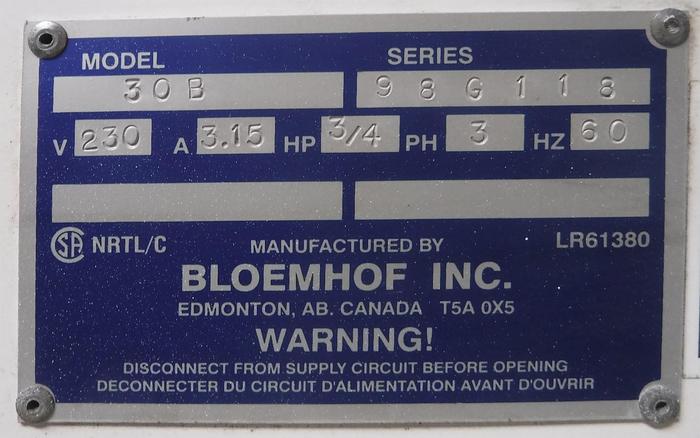 MODEL SERIES
30B 98G118
V 230 A 3.15 HP 3/4 PH 3 HZ 60
SA NRTL/C MANUFACTURED BY LR61380
BLOEMHOF INC.
EDMONTON, AB. CANADA T5A 0X5
WARNING!
DISCONNECT FROM SUPPLY CIRCUIT BEFORE OPENING
DECONNECTER DU CIRCUIT D'ALIMENTATION AVANT D'OUVRIR